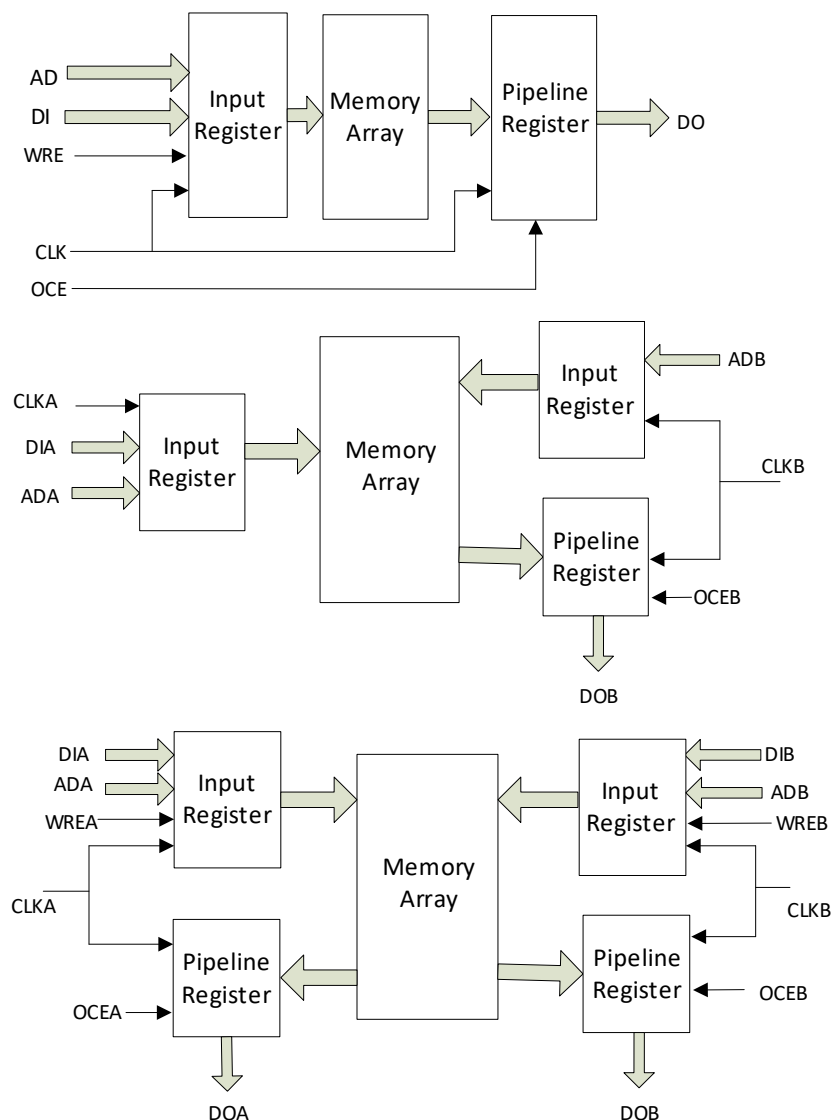 AD
DI
WRE
CLK
OCE
Input
Register
Memory
Array
Pipeline
Register
DO
CLKA
DIA
ADA
Input
Register
Memory
Array
Input
Register
ADB
CLKB
Pipeline
Register
OCEB
DOB
DIA
ADA
WREA
CLKA
OCEA
Input
Register
Pipeline
Register
DOA
Memory
Array
Input
Register
DIB
ADB
WREB
CLKB
Pipeline
Register
OCEB
DOB